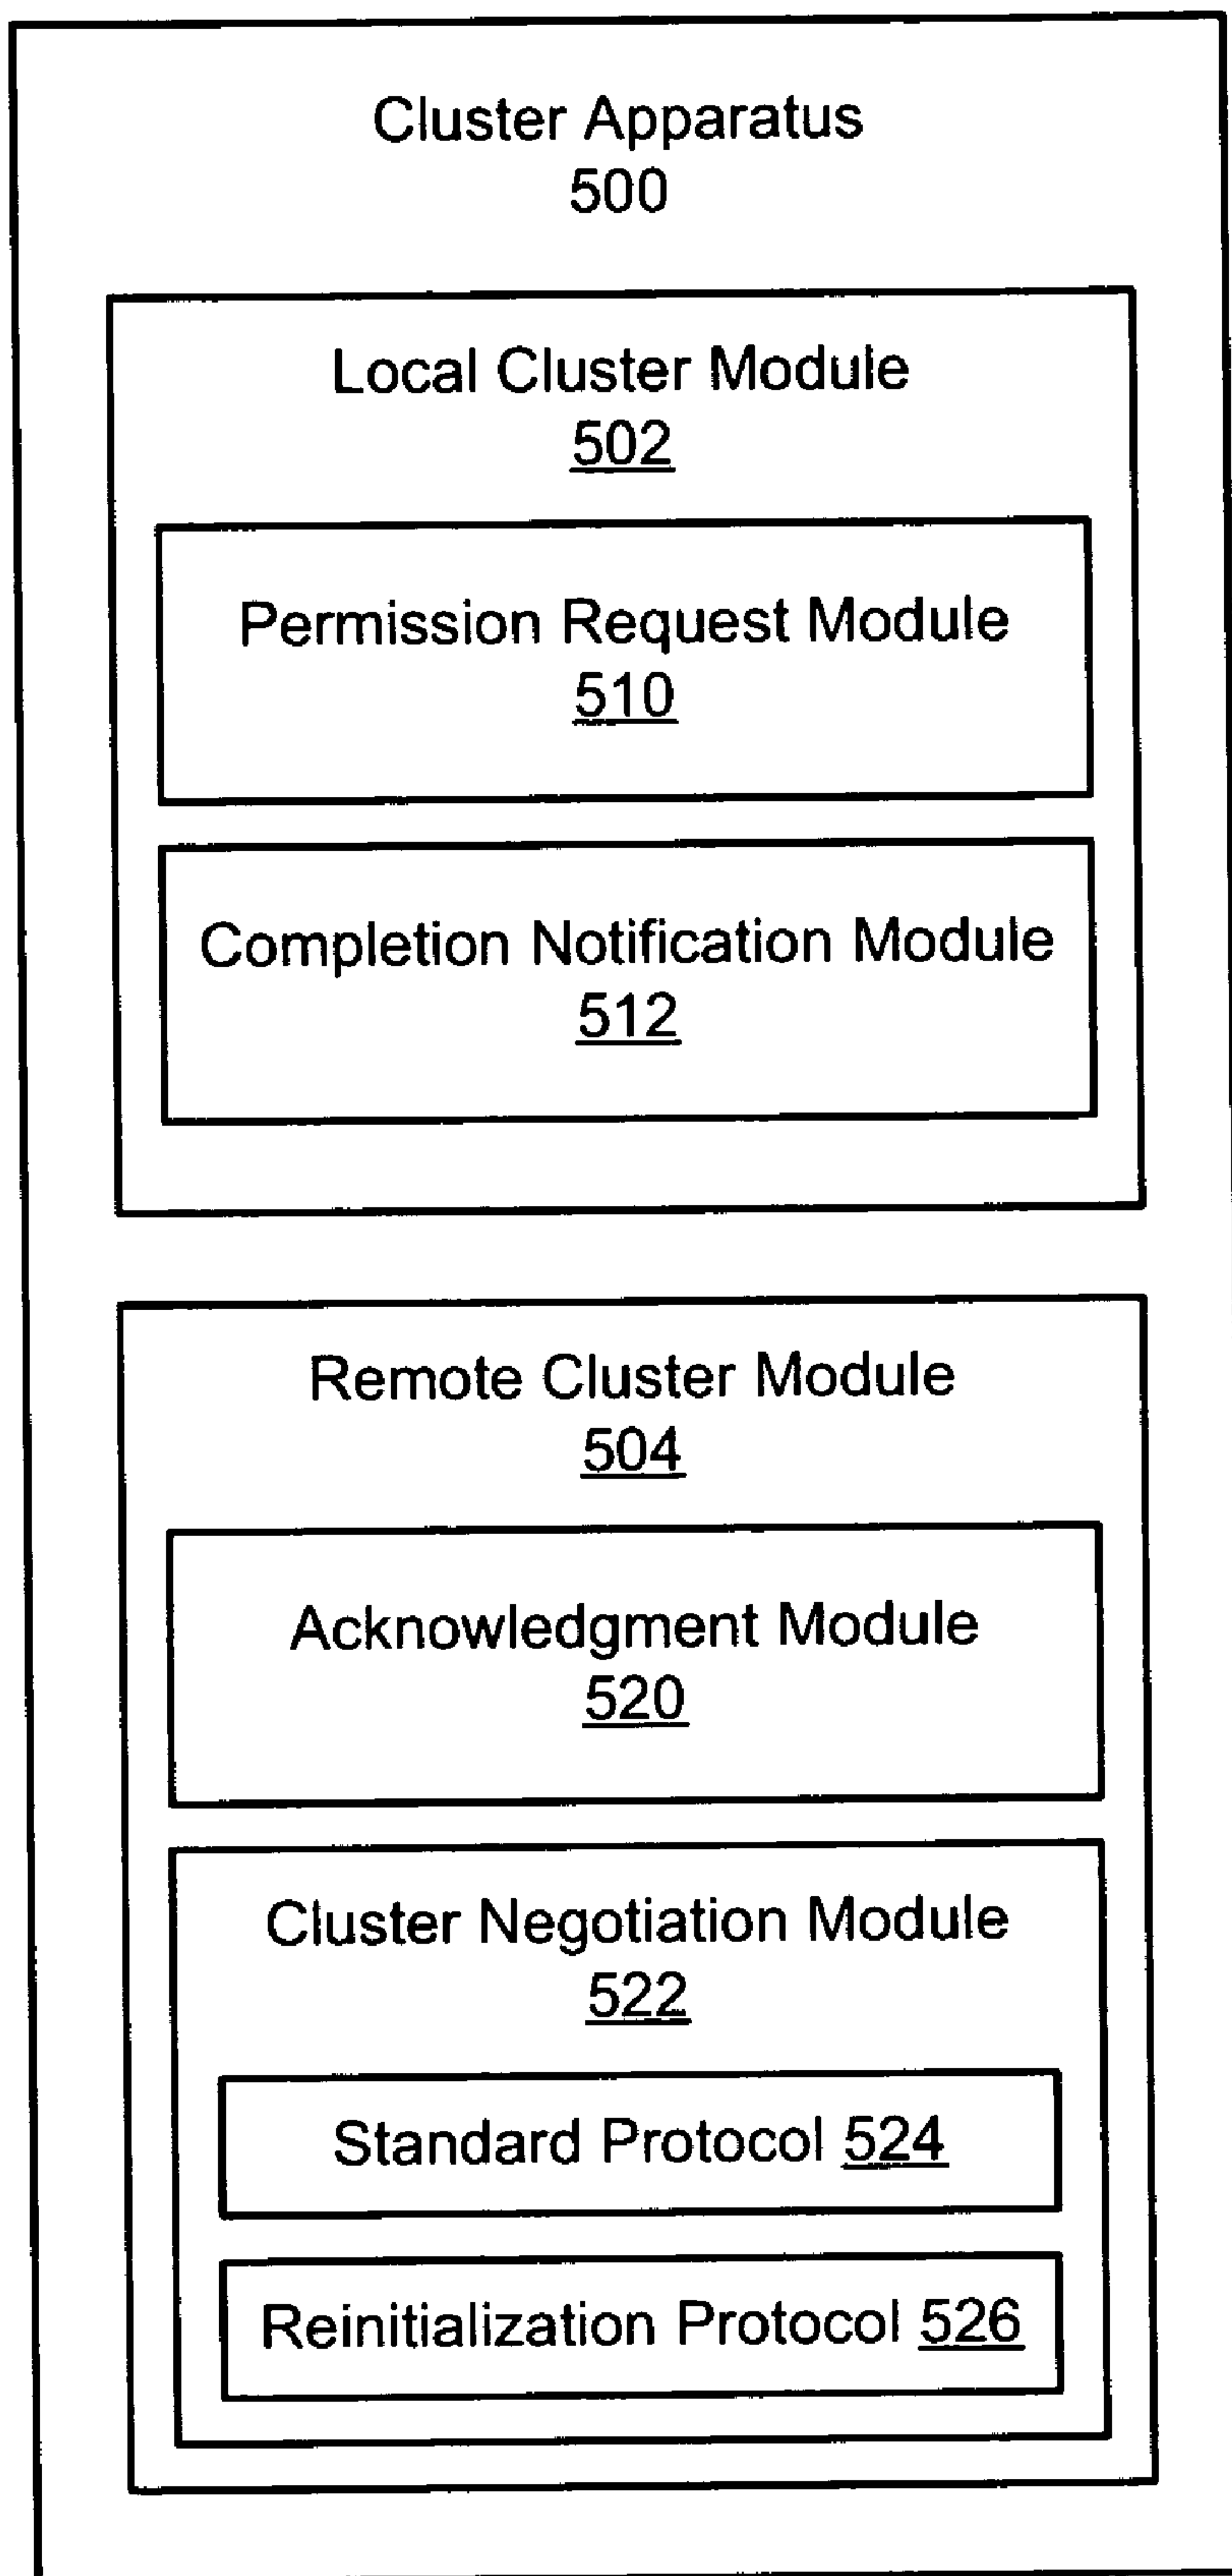 Cluster Apparatus
500
Local Cluster Module
502
Permission Request Module
510
Completion Notification Module
512
Remote Cluster Module
504
Acknowledgment Module
520
Cluster Negotiation Module
522
Standard Protocol 524
Reinitialization Protocol 526